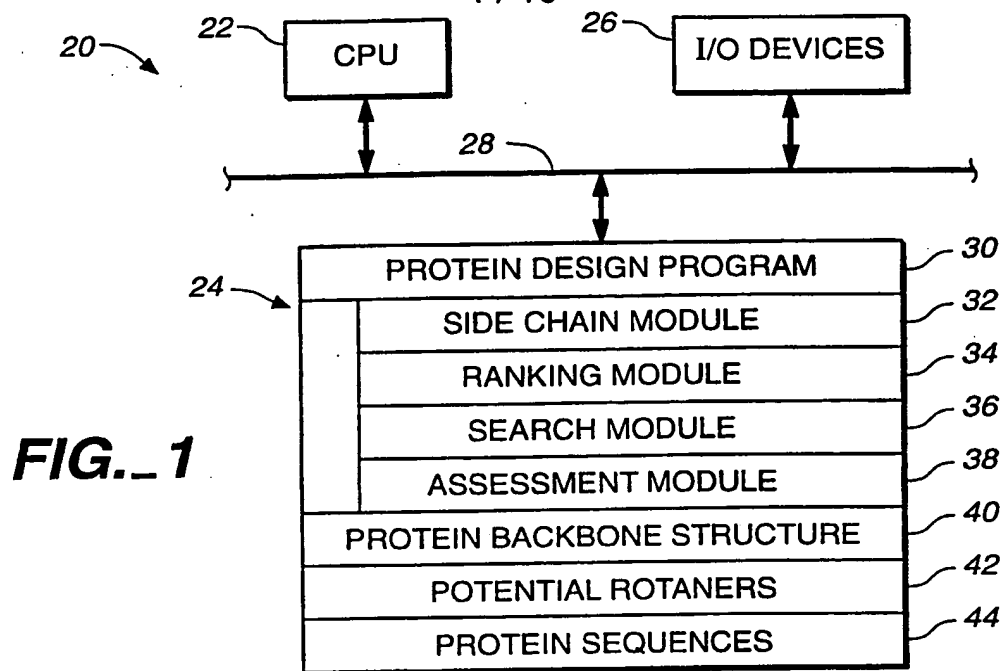 22
CPU
26
I/O DEVICES
20
28
PROTEIN DESIGN PROGRAM
30
24
SIDE CHAIN MODULE
32
RANKING MODULE
34
SEARCH MODULE
36
FIG._1
ASSESSMENT MODULE
38
PROTEIN BACKBONE STRUCTURE
40
POTENTIAL ROTANERS
42
PROTEIN SEQUENCES
44